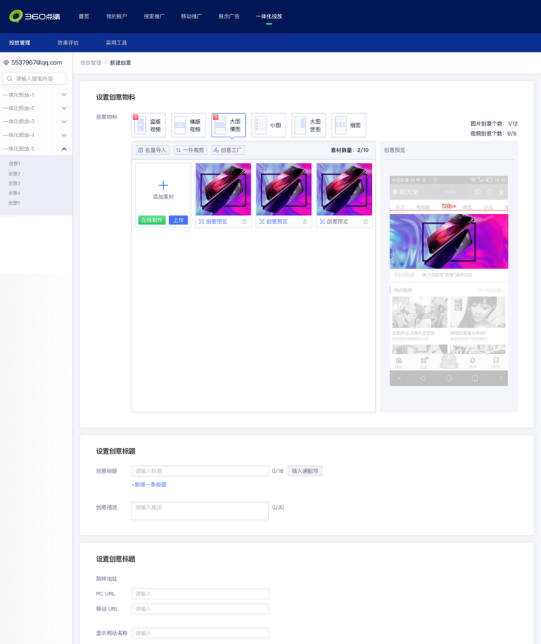 360点睛
首页 我的账户 搜索推广 移动推广 展示广告 一体化投放
投放管理 效果评估 实用工具
5537967@qq.com
投放管理 / 新建创意
请输入搜索内容
一体化投放-1
一体化投放-2
一体化投放-3
一体化投放-4
一体化投放-5
创意1
创意2
创意3
创意4
创意5
设置创意物料
创意物料
竖版视频
横版视频
大图横图
小图
大图竖图
组图
图片创意个数: 1/12
视频创意个数: 0/6
批量导入 一件裁剪 创意工厂 素材数量: 2/10
创意预览
添加素材
在线制作 上传
创意预览
创意预览
创意预览
720px
设置创意标题
创意标题 请输入标题 0/16 插入通配符
+新增一条标题
创意描述 请输入描述 0/30
设置创意标题
跳转地址
PC URL 请输入
移动 URL 请输入
显示网站名称 请输入